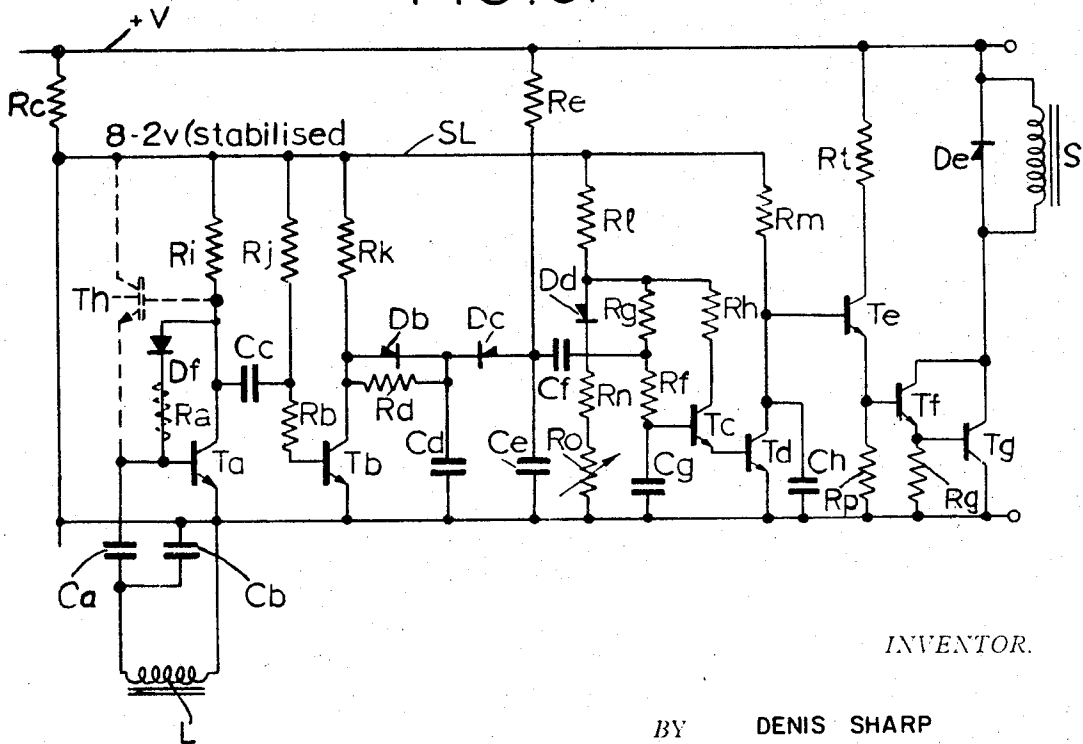 FIG.
+V
Rc
Re
8-2v(stabilised
SL
Rt
De
S
Ri
Rj
Rk
Rl
Rm
Th
Dd
Rg
Rh
Te
Db
Dc
Df
Cc
Cf
Ra
Rb
Rd
Rn
Rf
Tf
Ta
Tb
Cd
Ce
Ro
Cg
Tc
Td
Ch
Tg
Rp
Rg
Ca
Cb
L
INVENTOR.
BY DENIS SHARP